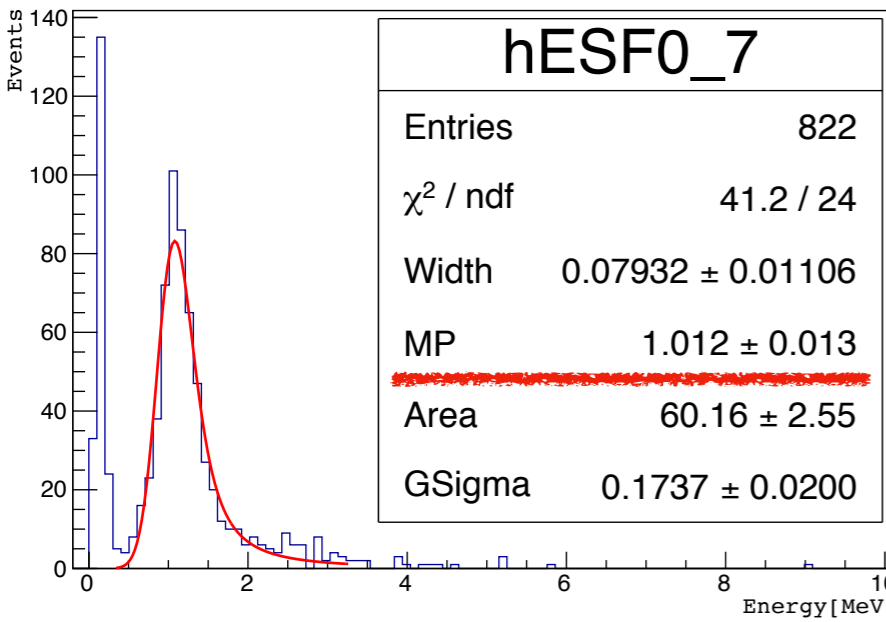 hESF0_7
Entries 822
χ² / ndf 41.2 / 24
Width 0.07932 ± 0.01106
MP 1.012 ± 0.013
Area 60.16 ± 2.55
GSigma 0.1737 ± 0.0200
Events
140
120
100
80
60
40
20
0
0 2 4 6 8 10
Energy[MeV